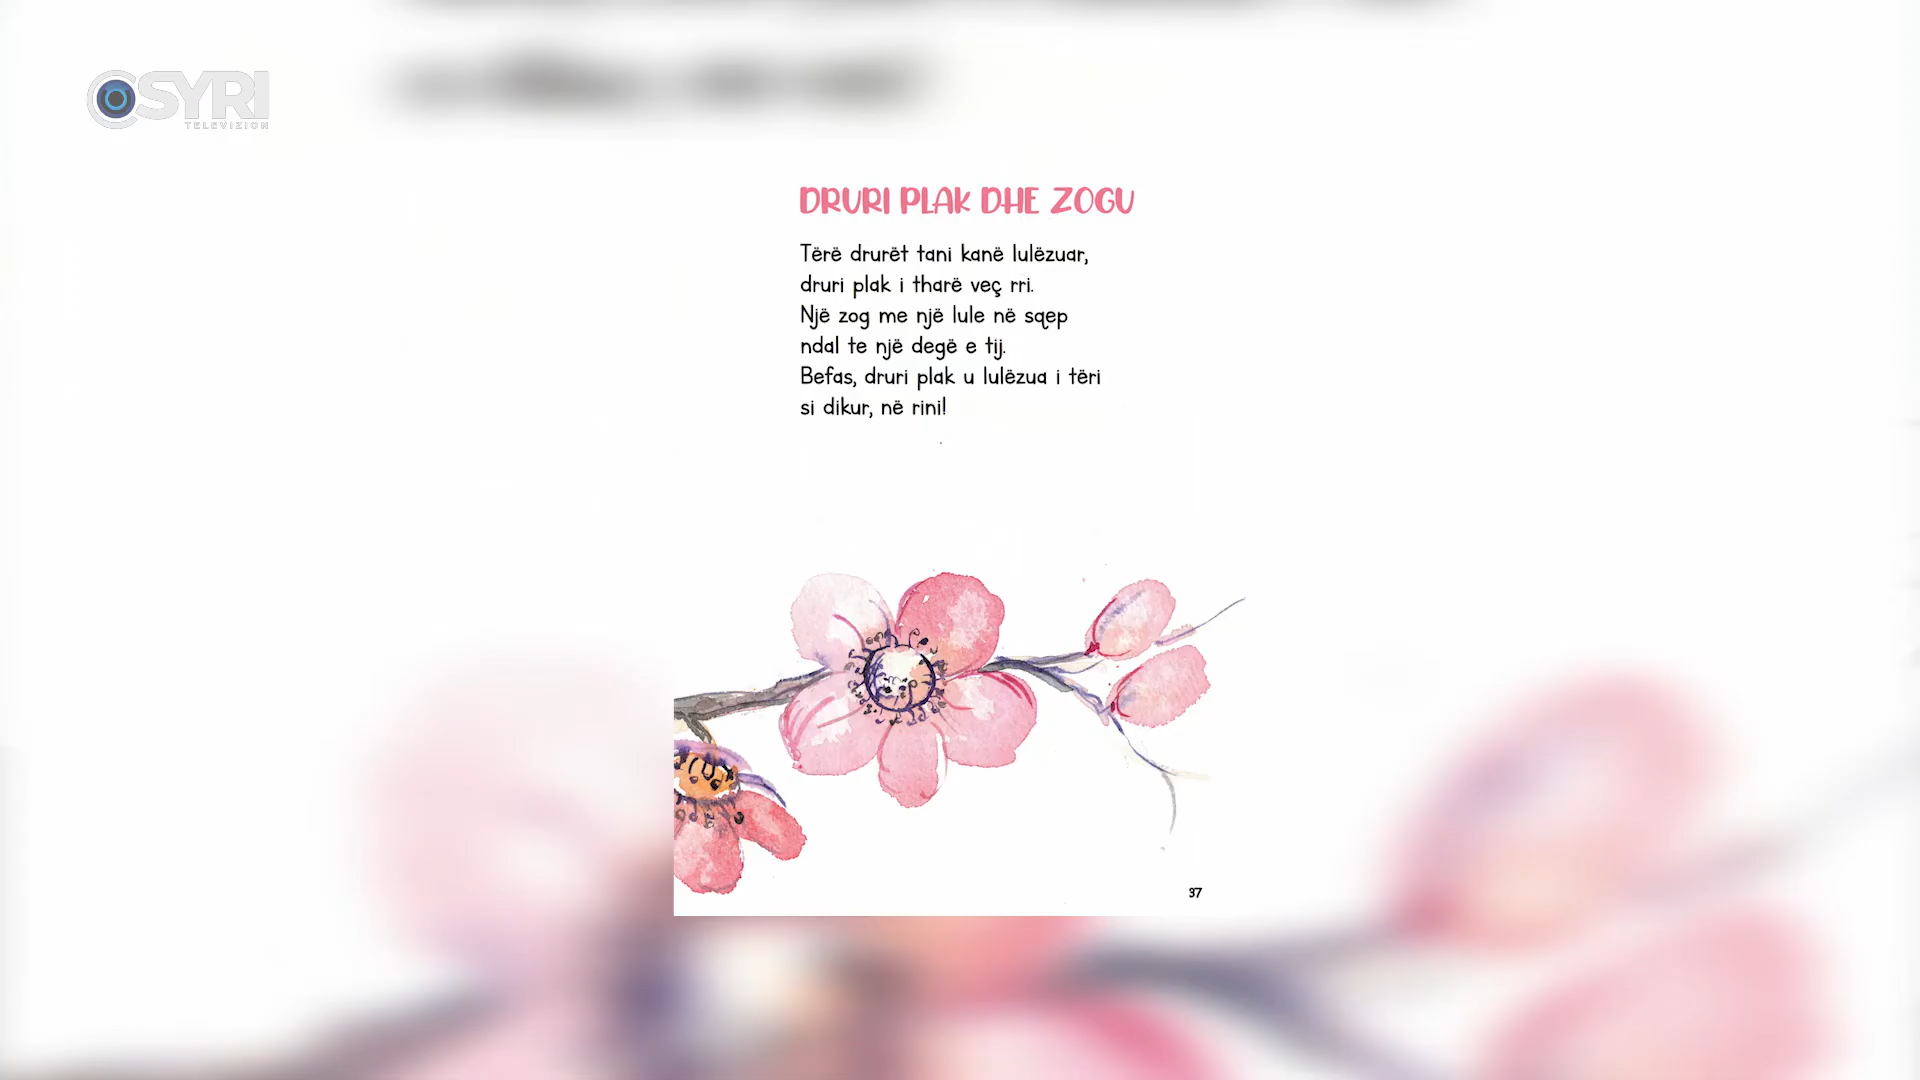 SYRI
TELEVIZION
DRURI PLAK DHE ZOGU
Tërë drurët tani kanë lulëzuar,
druri plak i tharë veç rri.
Një zog me një lule në sqep
ndal te një degë e tij.
Befas, druri plak u lulëzua i tëri
si dikur, në rini!
37